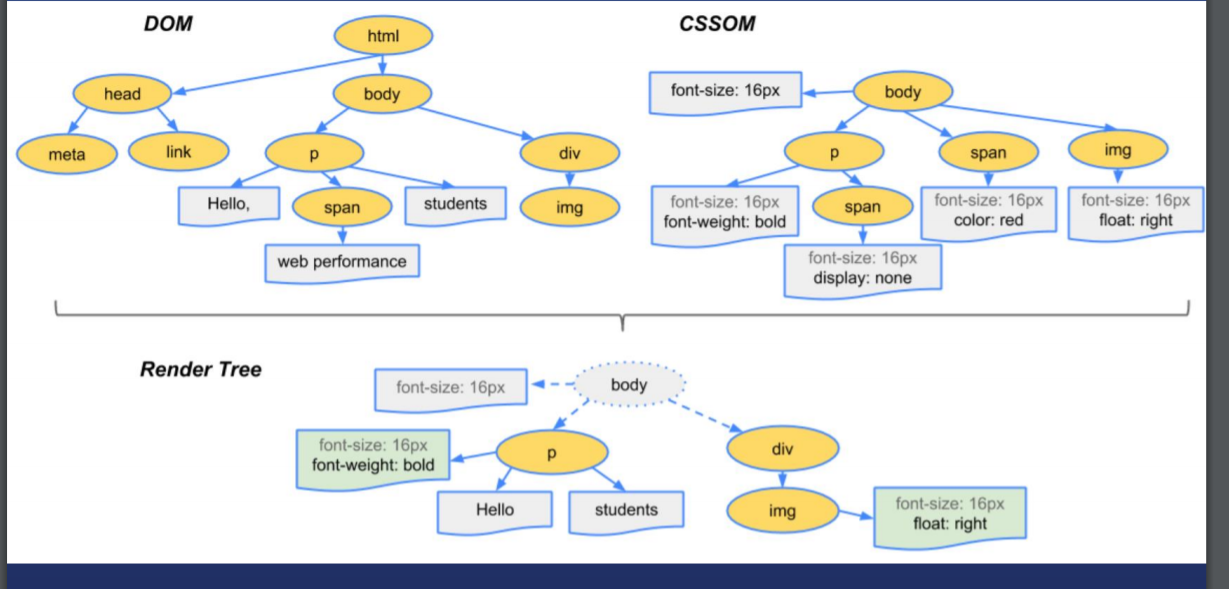 DOM
CSSOM
html
head
body
meta
link
p
div
Hello,
span
students
img
web performance
font-size: 16px
body
p
span
img
font-size: 16px
font-weight: bold
span
font-size: 16px
color: red
font-size: 16px
float: right
font-size: 16px
display: none
Render Tree
font-size: 16px
body
font-size: 16px
font-weight: bold
p
div
Hello
students
img
font-size: 16px
float: right